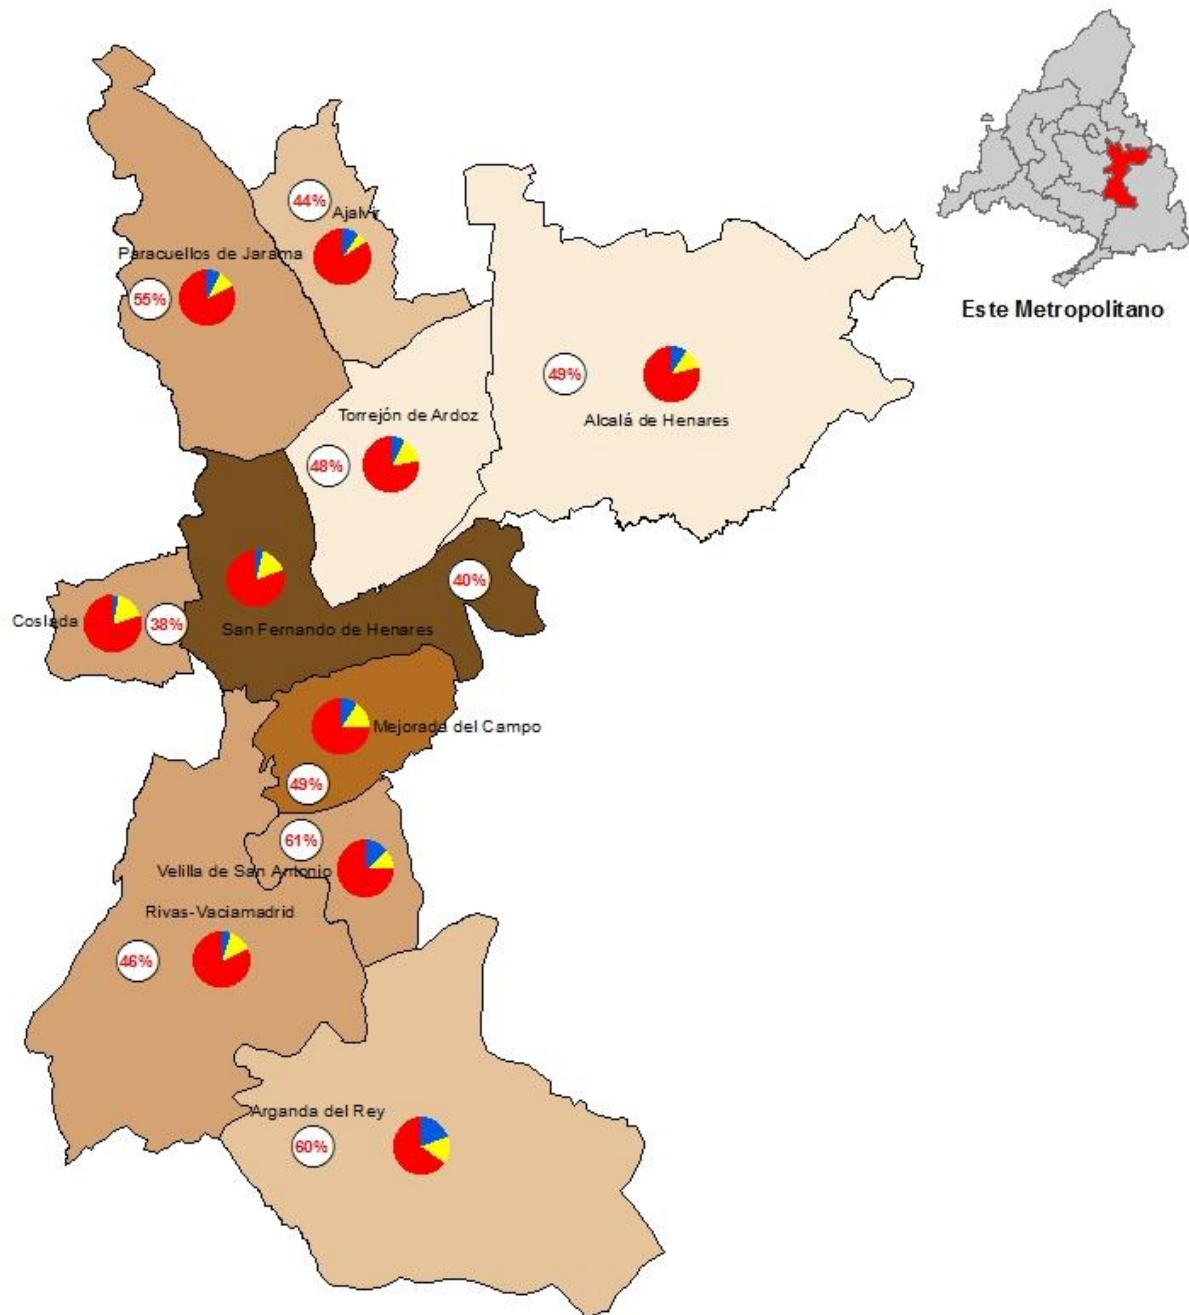 44%
Ajalvir
Paracuellos de Jarama
55%
Este Metropolitano
49%
Alcalá de Henares
Torrejón de Ardoz
48%
40%
Coslada
38%
San Fernando de Henares
Mejorada del Campo
49%
61%
Velilla de San Antonio
Rivas-Vaciamadrid
46%
Arganda del Rey
60%